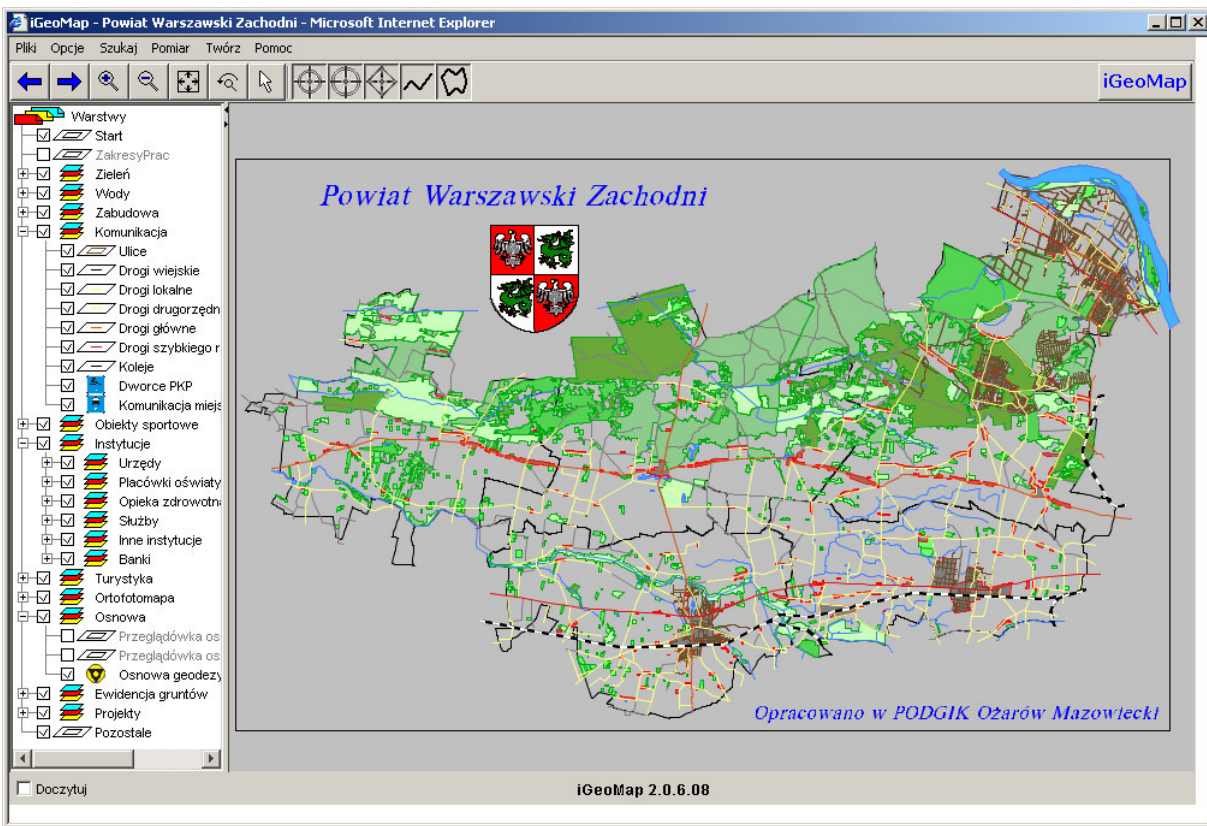 iGeoMap - Powiat Warszawski Zachodni - Microsoft Internet Explorer
Pliki Opcje Szukaj Pomiar Twórz Pomoc
iGeoMap
Warstwy
Start
ZakresyPrac
Zieleń
Wody
Zabudowa
Komunikacja
Ulice
Drogi wiejskie
Drogi lokalne
Drogi drugorzędn
Drogi główne
Drogi szybkiego r
Koleje
Dworce PKP
Komunikacja miejs
Obiekty sportowe
Instytucje
Urzędy
Placówki oświaty
Opieka zdrowotna
Służby
Inne instytucje
Banki
Turystyka
Ortofotomapa
Osnowa
Przeglądówka os
Przeglądówka os
Osnowa geodezy
Ewidencja gruntów
Projekty
Pozostale
Powiat Warszawski Zachodni
Opracowano w PODGIK Ożarów Mazowiecki
Doczytuj
iGeoMap 2.0.6.08